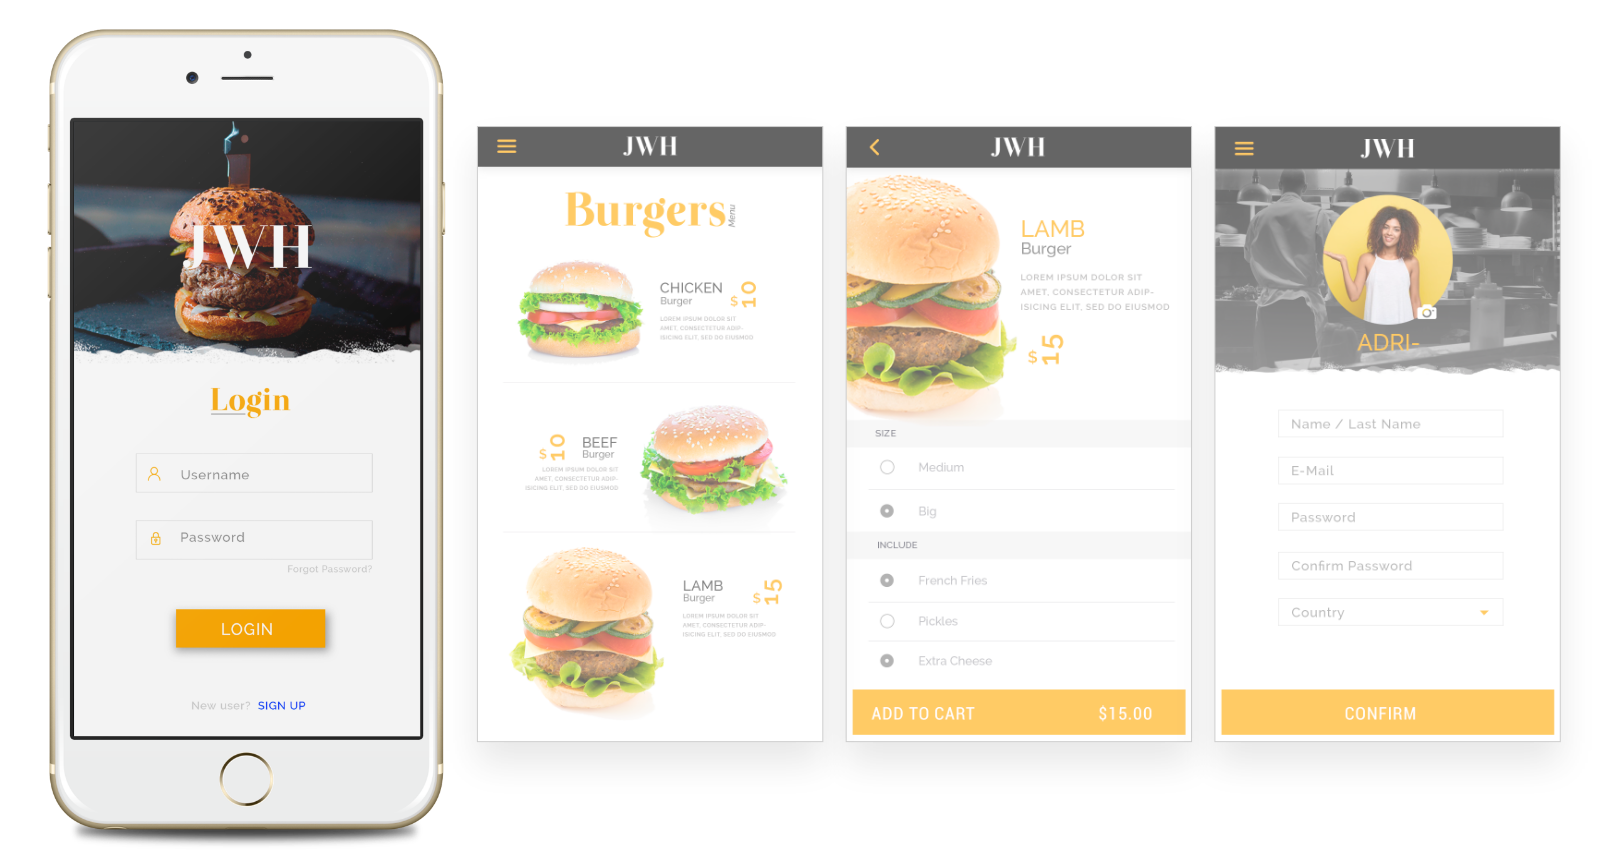 JWH
Login
Username
Password
Forgot Password?
LOGIN
New user? SIGN UP
JWH
Burgers
Menu
CHICKEN
Burger
$10
LOREM IPSUM DOLOR SIT
AMET, CONSECTETUR ADIP-
ISICING ELIT, SED DO EIUSMOD
$10
BEEF
Burger
LOREM IPSUM DOLOR SIT
AMET, CONSECTETUR ADIP-
ISICING ELIT, SED DO EIUSMOD
LAMB
Burger
$15
LOREM IPSUM DOLOR SIT
AMET, CONSECTETUR ADIP-
ISICING ELIT, SED DO EIUSMOD
JWH
LAMB
Burger
LOREM IPSUM DOLOR SIT
AMET, CONSECTETUR ADIP-
ISICING ELIT, SED DO EIUSMOD
$15
SIZE
Medium
Big
INCLUDE
French Fries
Pickles
Extra Cheese
ADD TO CART $15.00
JWH
ADRI-
Name / Last Name
E-Mail
Password
Confirm Password
Country
CONFIRM